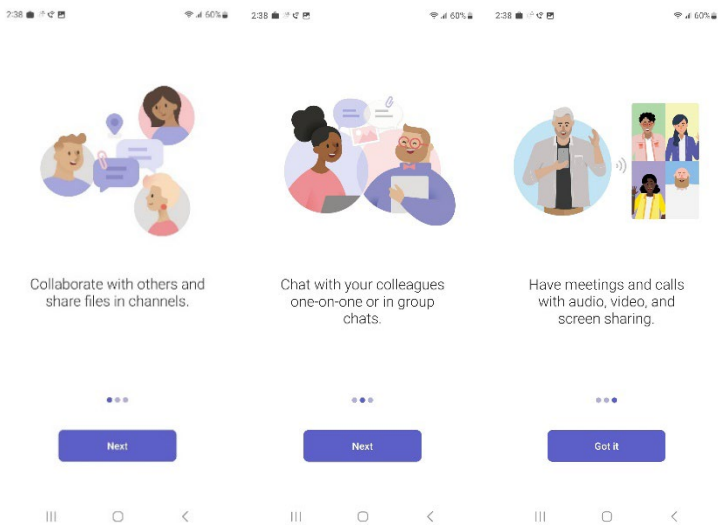 2:38 60%
Collaborate with others and
share files in channels.
Next
2:38 60%
Chat with your colleagues
one-on-one or in group
chats.
Next
2:38 60%
Have meetings and calls
with audio, video, and
screen sharing.
Got it